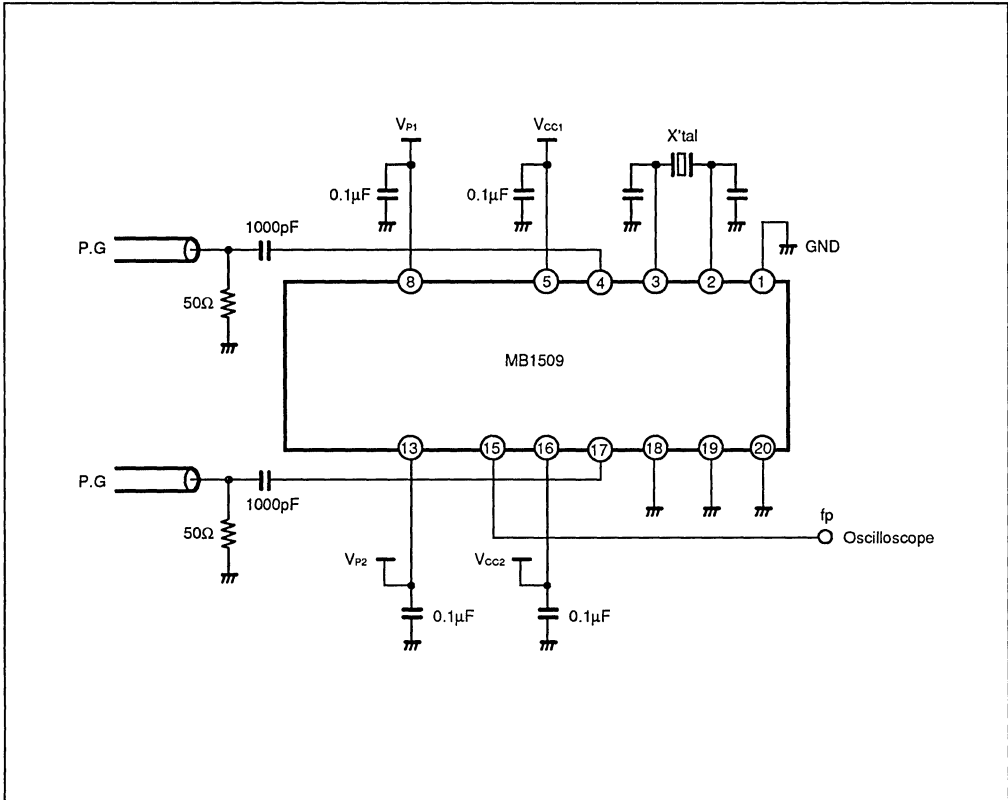 VP1 VCC1 X'tal
0.1µF 0.1µF
P.G 1000pF GND
50Ω
8 5 4 3 2 1
MB1509
13 15 16 17 18 19 20
P.G 1000pF
50Ω
fp
Oscilloscope
VP2 VCC2
0.1µF 0.1µF